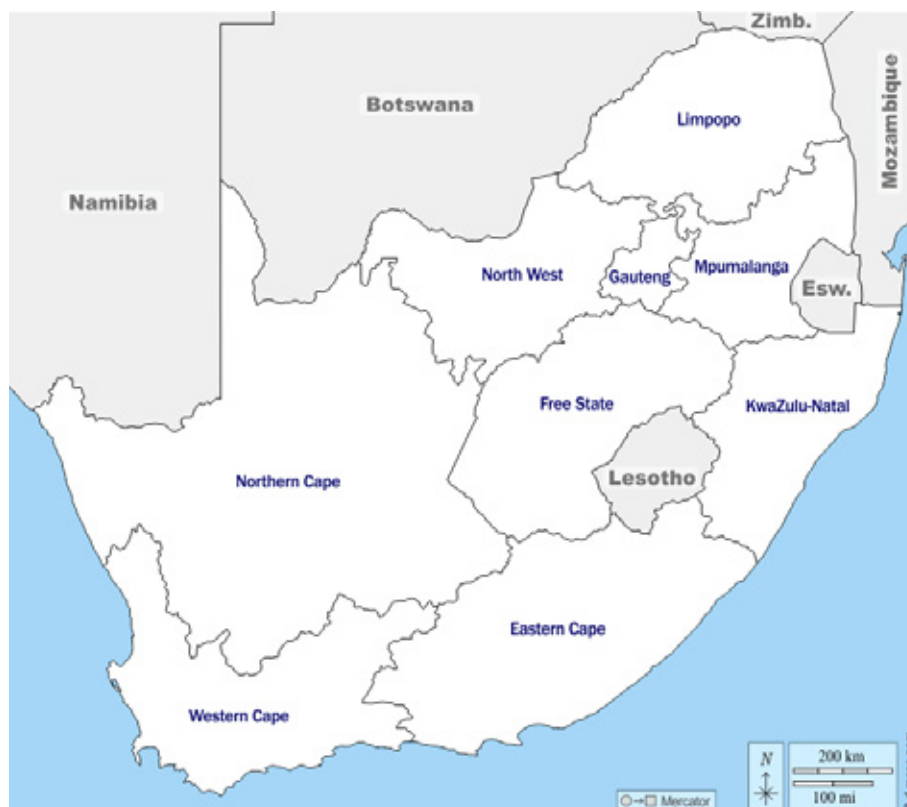 Zimb.
Botswana
Limpopo
Mozambique
Namibia
North West
Gauteng
Mpumalanga
Esw.
Free State
KwaZulu-Natal
Northern Cape
Lesotho
Eastern Cape
Western Cape
N
200 km
100 mi
Mercator